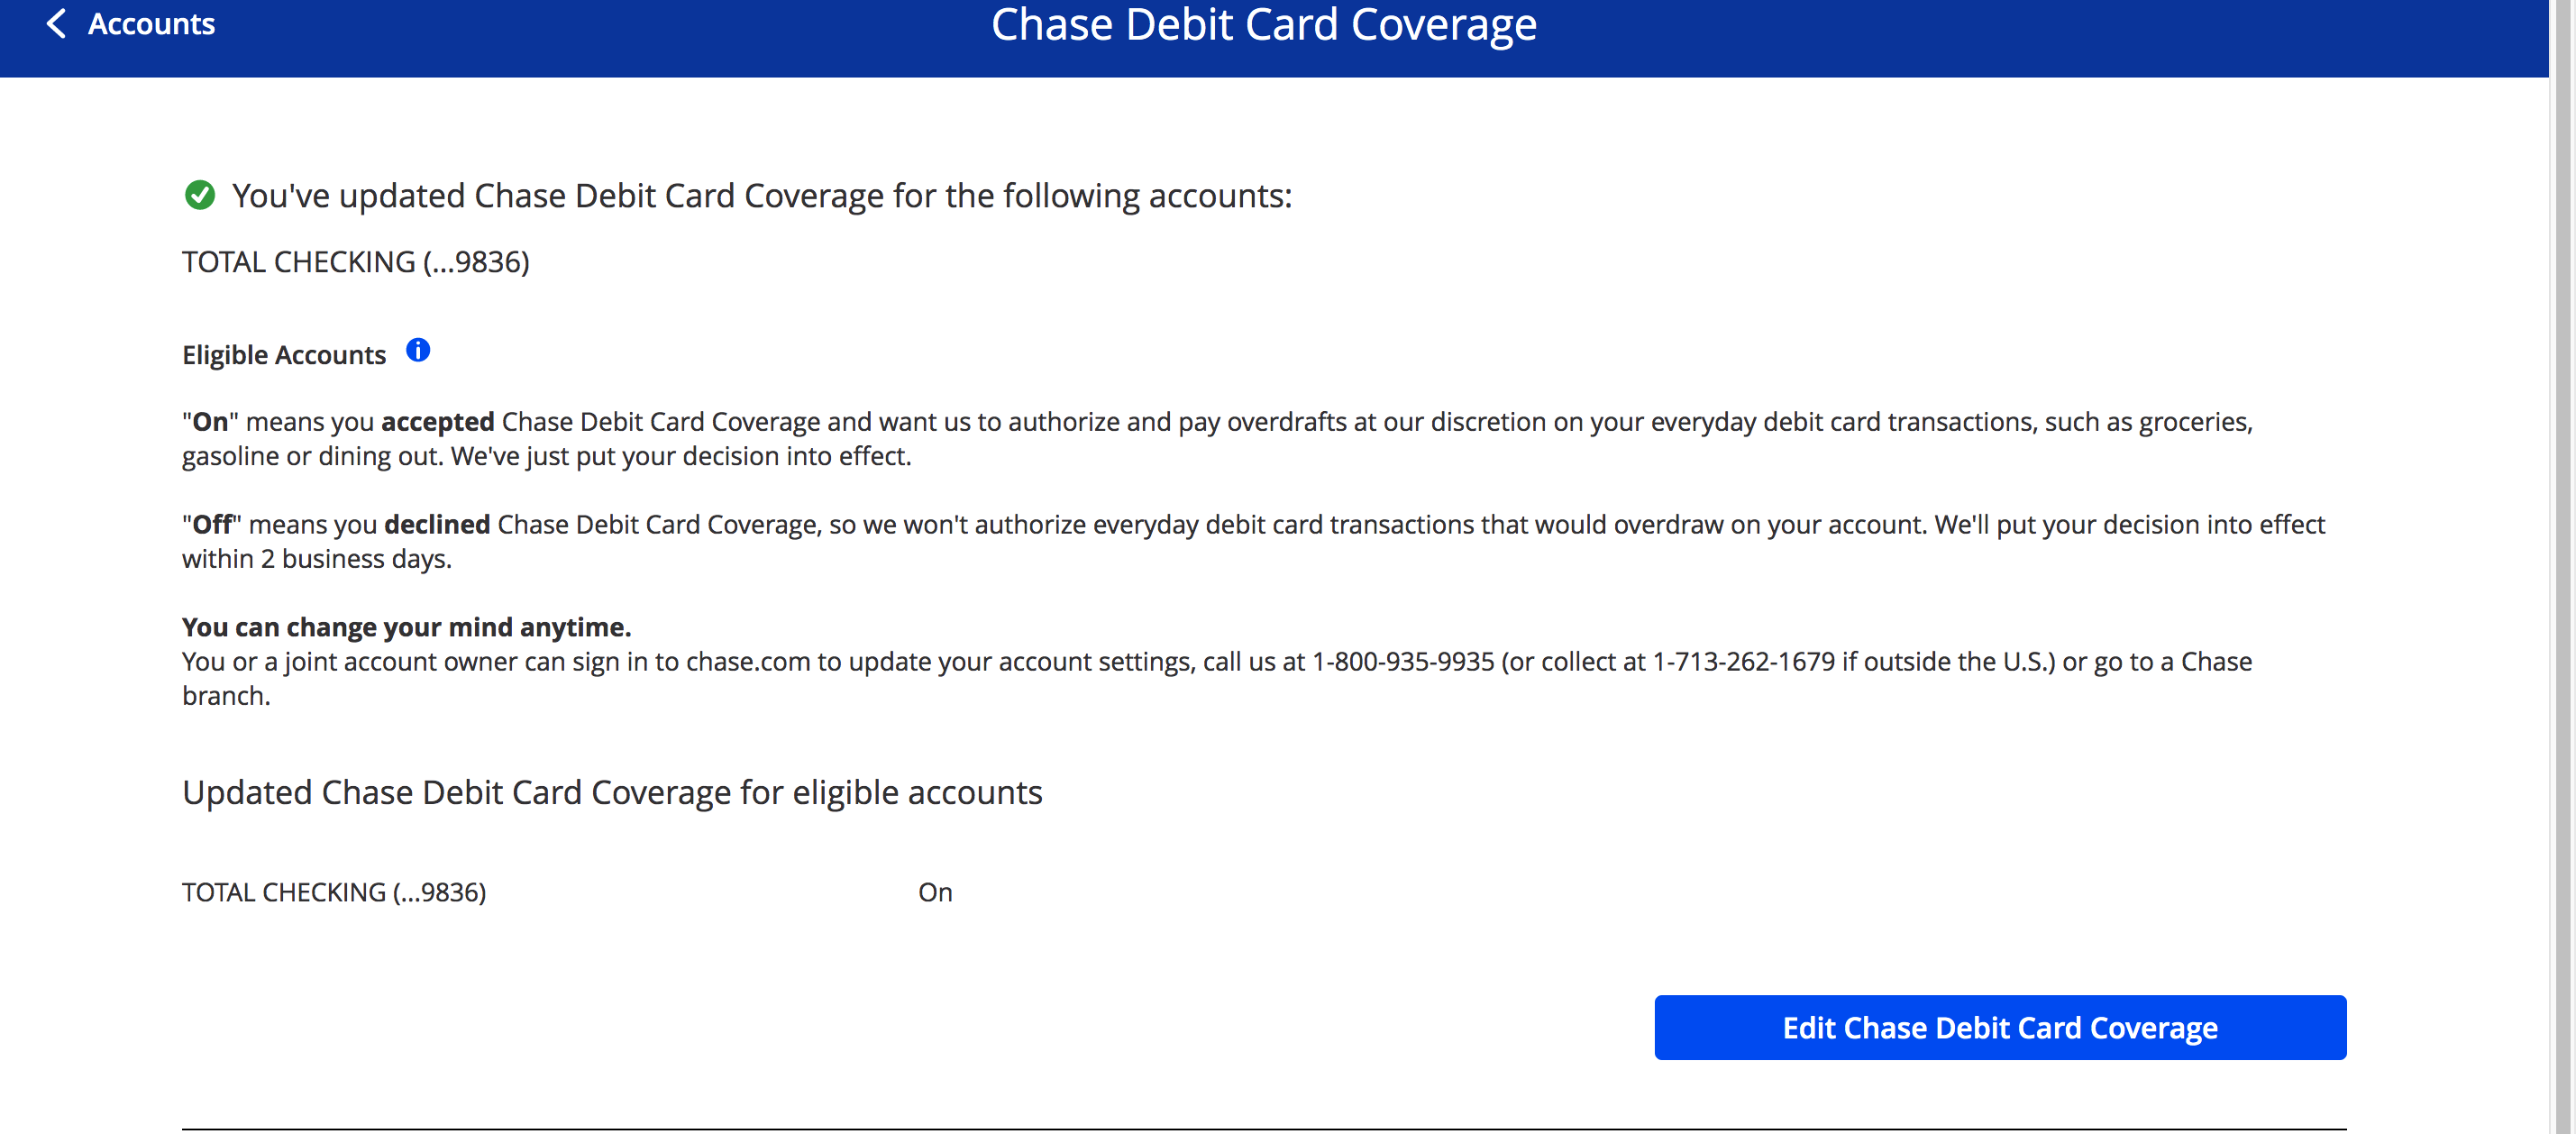 Accounts
Chase Debit Card Coverage
You've updated Chase Debit Card Coverage for the following accounts:
TOTAL CHECKING (...9836)
Eligible Accounts
"On" means you accepted Chase Debit Card Coverage and want us to authorize and pay overdrafts at our discretion on your everyday debit card transactions, such as groceries,
gasoline or dining out. We've just put your decision into effect.
"Off" means you declined Chase Debit Card Coverage, so we won't authorize everyday debit card transactions that would overdraw on your account. We'll put your decision into effect
within 2 business days.
You can change your mind anytime.
You or a joint account owner can sign in to chase.com to update your account settings, call us at 1-800-935-9935 (or collect at 1-713-262-1679 if outside the U.S.) or go to a Chase
branch.
Updated Chase Debit Card Coverage for eligible accounts
TOTAL CHECKING (...9836) On
Edit Chase Debit Card Coverage